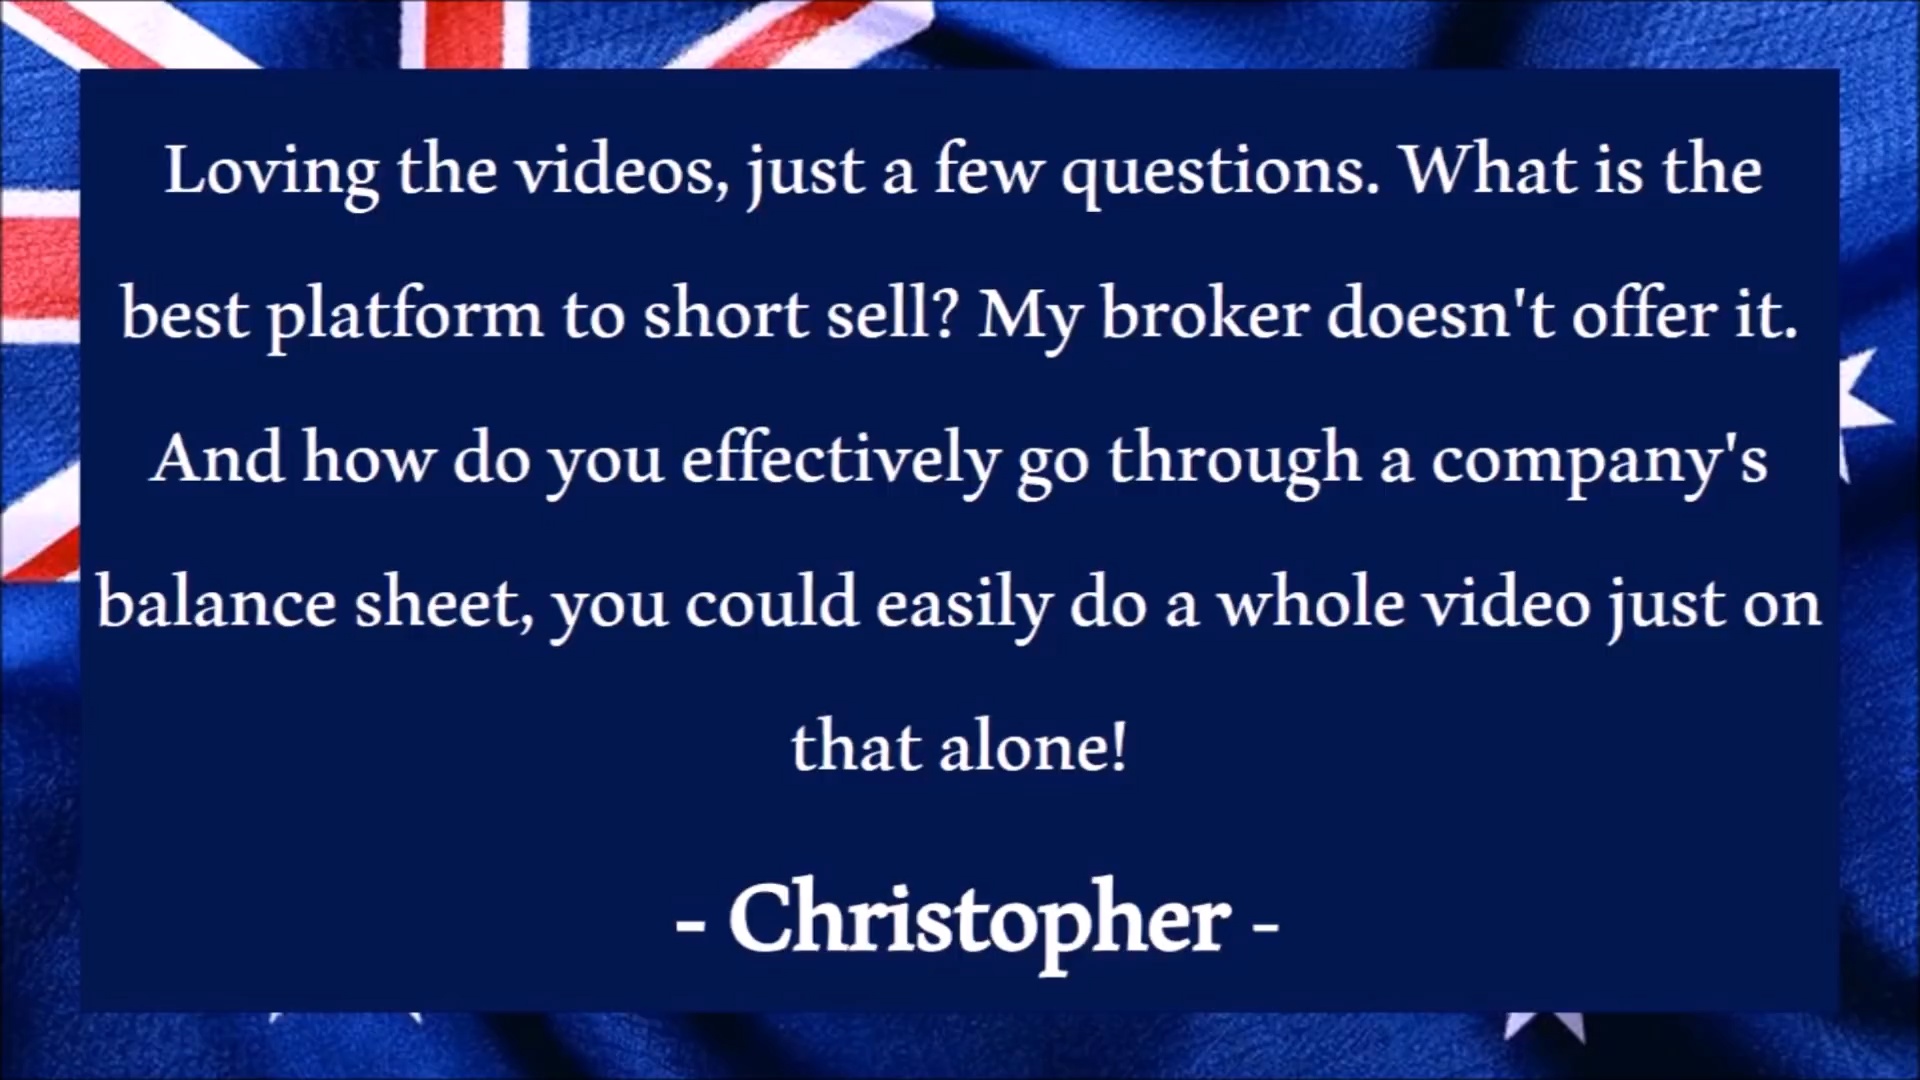 Loving the videos, just a few questions. What is the
best platform to short sell? My broker doesn't offer it.
And how do you effectively go through a company's
balance sheet, you could easily do a whole video just on
that alone!
- Christopher -